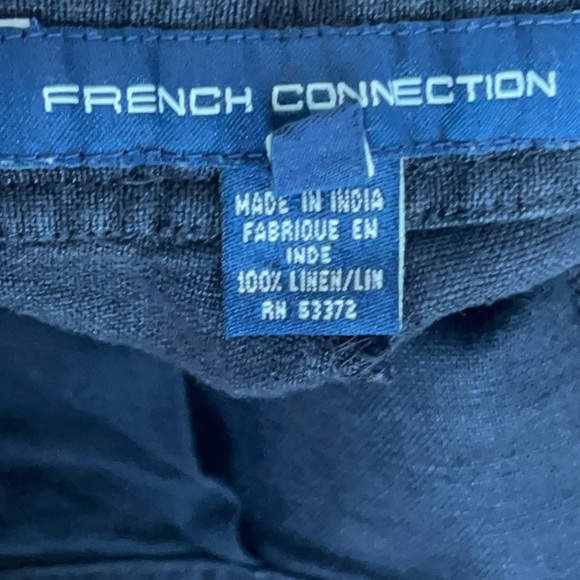 FRENCH CONNECTION
MADE IN INDIA
FABRIQUE EN
INDE
100% LINEN/LIN
RN 53372